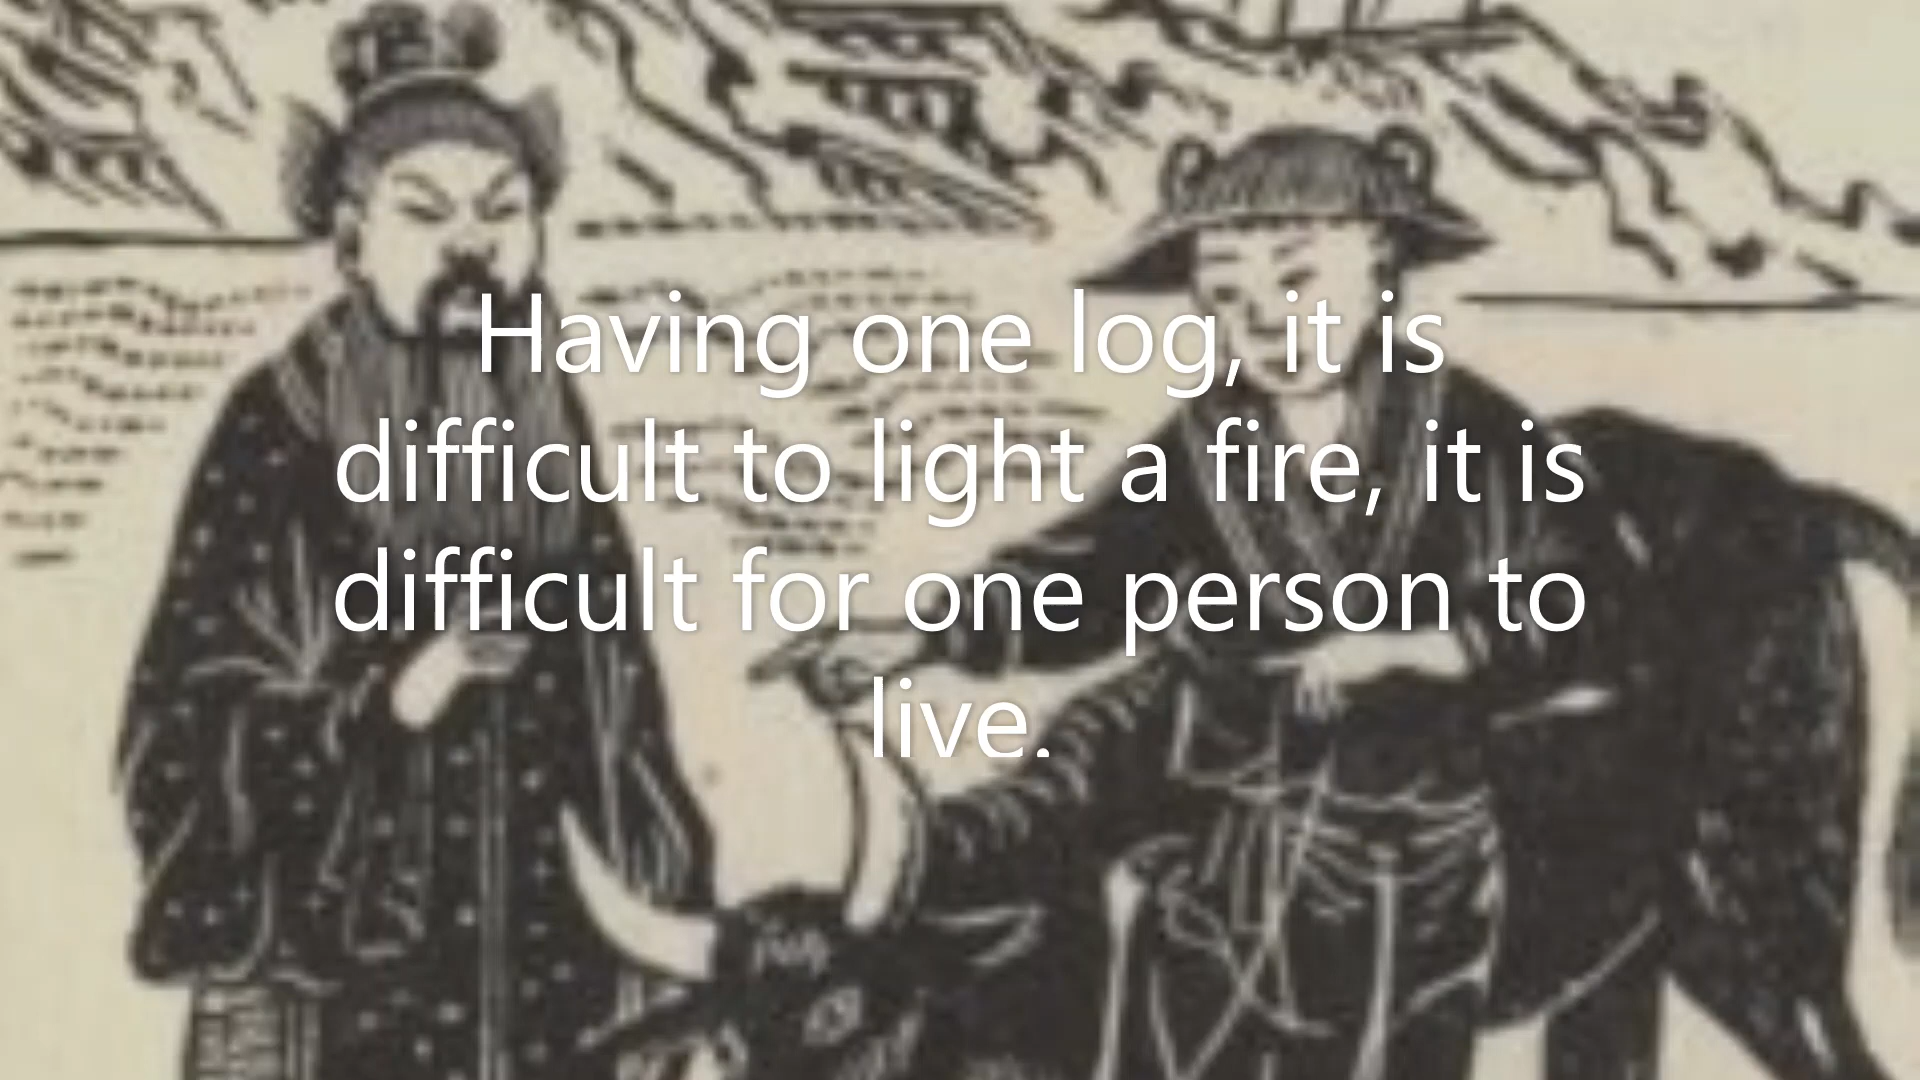 Having one log, it is
difficult to light a fire, it is
difficult for one person to
live.